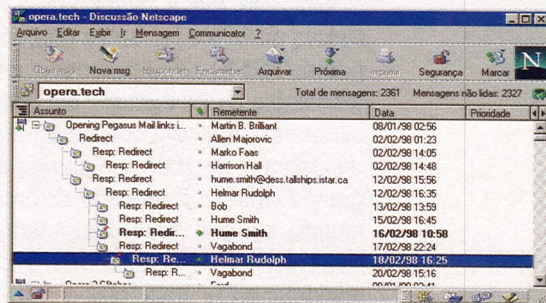 opera.tech - Discussão Netscape
Arquivo Editar Exibir Ir Mensagem Communicator ?
Nova msg Responder Encaminhar Arquivar Próxima Imprimir Segurança Marcar N
opera.tech Total de mensagens: 2361 Mensagens não lidas: 2327
Assunto Remetente Data Prioridade
Opening Pegasus Mail links i... Martin B. Brilliant 08/01/98 02:56
Redirect Allen Majorovic 02/02/98 01:23
Resp: Redirect Marko Faas 02/02/98 14:05
Resp: Redirect Harrison Hall 02/02/98 14:48
Resp: Redirect hume.smith@dess.tallships.istar.ca 12/02/98 15:56
Resp: Redirect Helmar Rudolph 12/02/98 16:35
Resp: Redirect Bob 13/02/98 13:59
Resp: Redirect Hume Smith 15/02/98 16:45
Resp: Redir... Hume Smith 16/02/98 10:58
Resp: Redirect Vagabond 17/02/98 22:24
Resp: Re... Helmar Rudolph 18/02/98 16:25
Resp: R... Vagabond 20/02/98 15:16